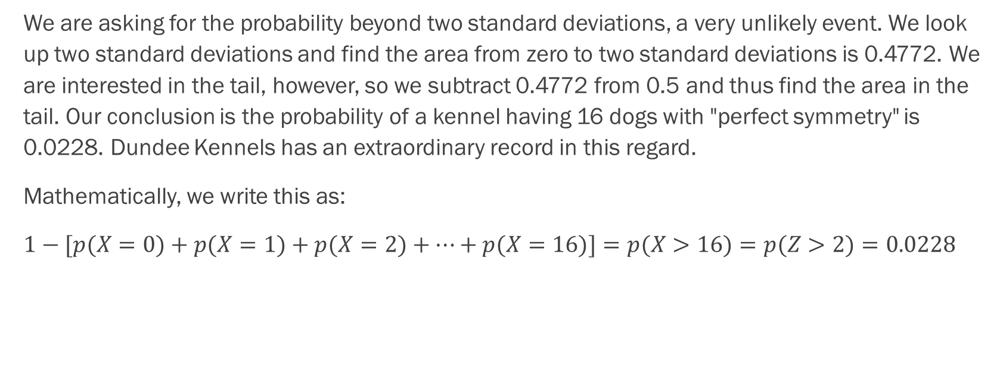 We are asking for the probability beyond two standard deviations, a very unlikely event. We look
up two standard deviations and find the area from zero to two standard deviations is 0.4772. We
are interested in the tail, however, so we subtract 0.4772 from 0.5 and thus find the area in the
tail. Our conclusion is the probability of a kennel having 16 dogs with "perfect symmetry" is
0.0228. Dundee Kennels has an extraordinary record in this regard.
Mathematically, we write this as:
1 − [p(X = 0) + p(X = 1) + p(X = 2) + ⋯ + p(X = 16)] = p(X > 16) = p(Z > 2) = 0.0228